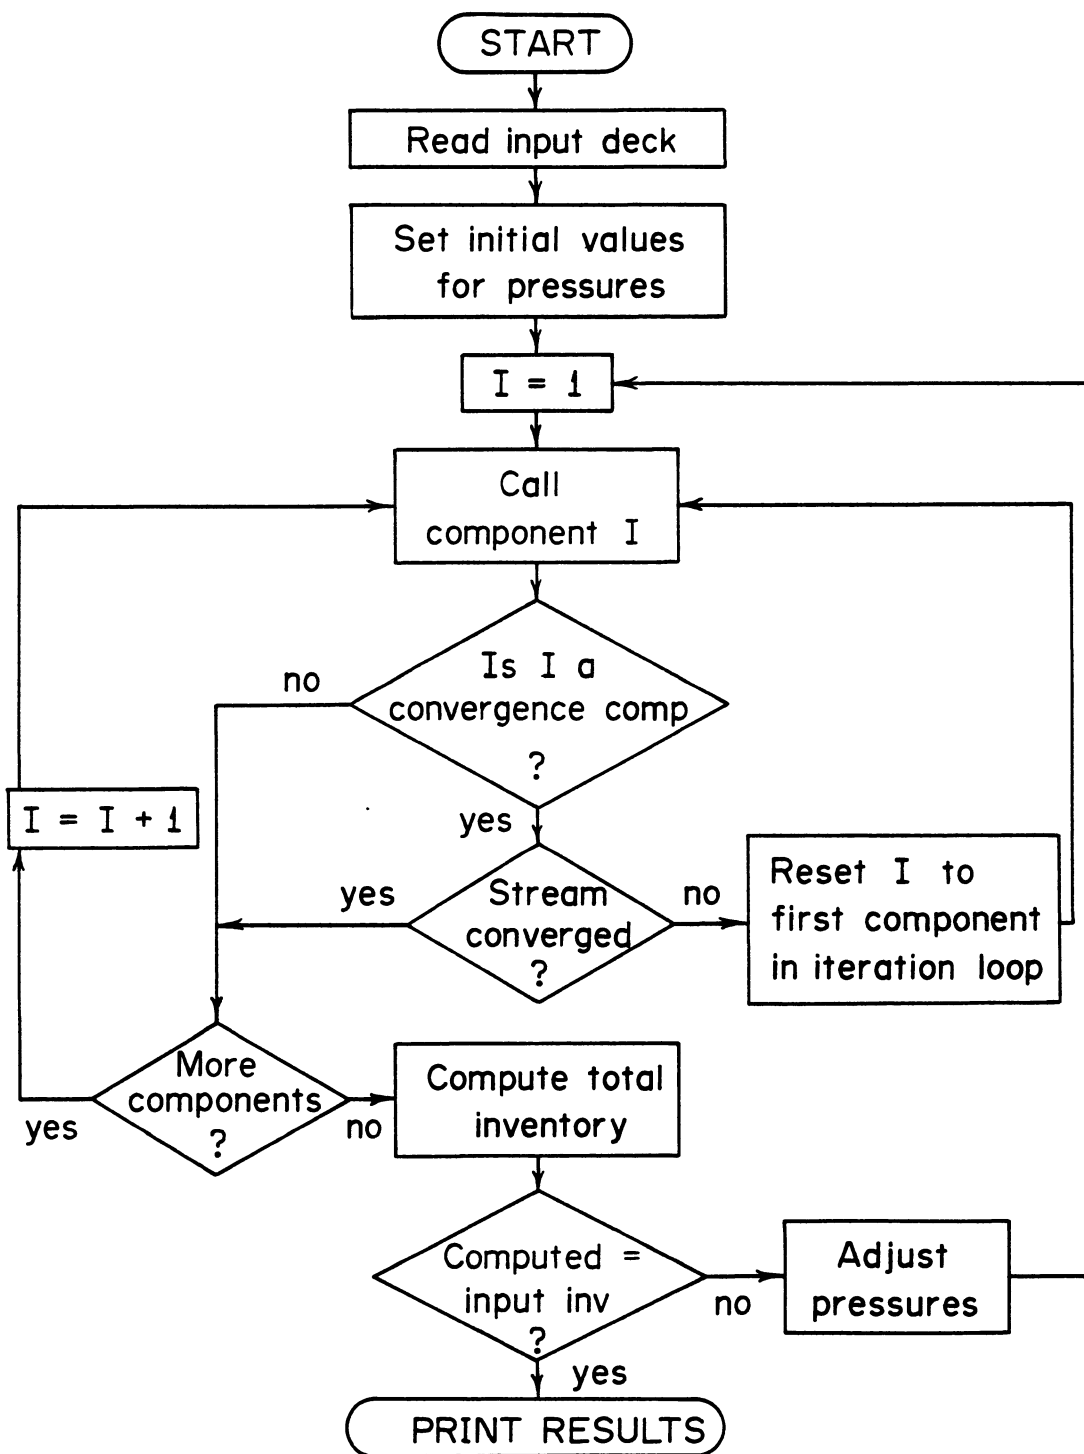 START
Read input deck
Set initial values
for pressures
I = 1
Call
component I
Is I a
convergence comp
?
no
yes
I = I + 1
Stream
converged
?
yes
no
Reset I to
first component
in iteration loop
More
components
?
yes
no
Compute total
inventory
Computed =
input inv
?
no
Adjust
pressures
yes
PRINT RESULTS